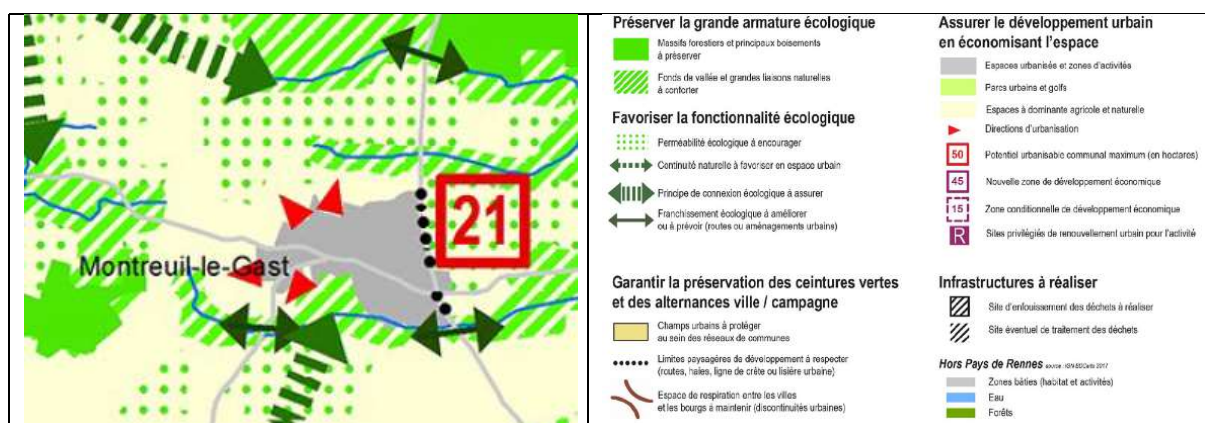 21
Montreuil-le-Gast
Préserver la grande armature écologique
Massifs forestiers et principaux boisements
à préserver
Fonds de vallée et grandes liaisons naturelles
à conforter
Favoriser la fonctionnalité écologique
Perméabilité écologique à encourager
Continuité naturelle à favoriser en espace urbain
Principe de connexion écologique à assurer
Franchissement écologique à améliorer
ou à prévoir (routes ou aménagements urbains)
Garantir la préservation des ceintures vertes
et des alternances ville / campagne
Champs urbains à protéger
au sein des réseaux de communes
Limites paysagères de développement à respecter
(routes, haies, ligne de crête ou lisière urbaine)
Espace de respiration entre les villes
et les bourgs à maintenir (discontinuités urbaines)
Assurer le développement urbain
en économisant l'espace
Espaces urbanisés et zones d'activités
Parcs urbains et golfs
Espaces à dominante agricole et naturelle
Directions d'urbanisation
50 Potentiel urbanisable communal maximum (en hectares)
45 Nouvelle zone de développement économique
15 Zone conditionnelle de développement économique
R Sites privilégiés de renouvellement urbain pour l'activité
Infrastructures à réaliser
Site d'enfouissement des déchets à réaliser
Site éventuel de traitement des déchets
Hors Pays de Rennes
Zones bâties (habitat et activités)
Eau
Forêts